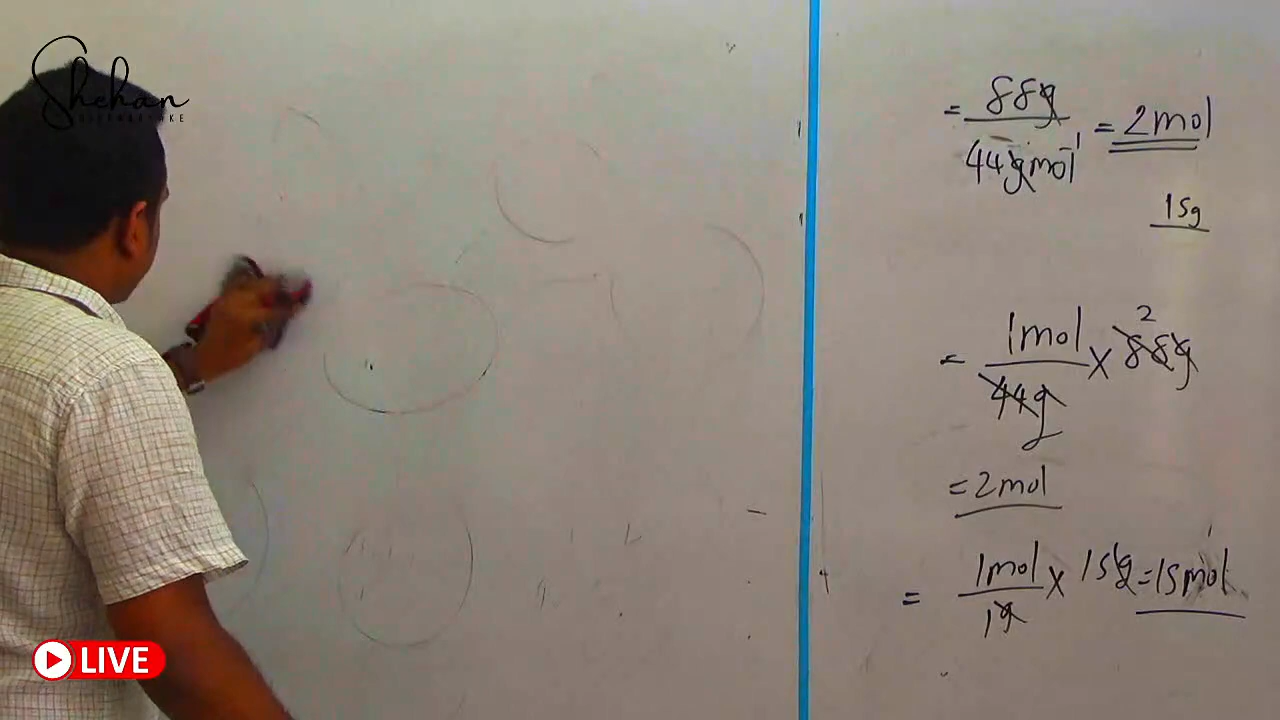 Shehan
= 88g / 44gmol⁻¹ = 2mol
15g
= 1mol / 44g × 88g 2
= 2mol
= 1mol / 1g × 15g = 15mol
LIVE